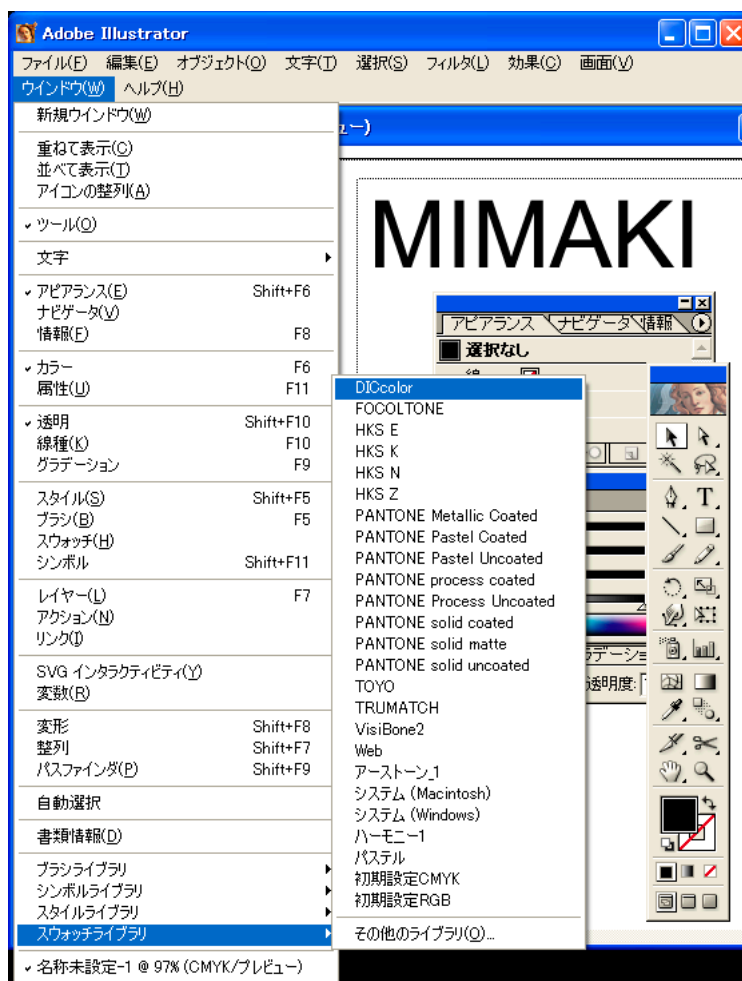 Adobe Illustrator
ファイル(F) 編集(E) オブジェクト(O) 文字(T) 選択(S) フィルタ(L) 効果(C) 画面(V)
ウインドウ(W) ヘルプ(H)
新規ウインドウ(W)
重ねて表示(C)
並べて表示(T)
アイコンの整列(A)
ツール(O)
文字
アピアランス(E) Shift+F6
ナビゲータ(V)
情報(F) F8
カラー F6
属性(U) F11
透明 Shift+F10
線種(K) F10
グラデーション F9
スタイル(S) Shift+F5
ブラシ(B) F5
スウォッチ(H)
シンボル Shift+F11
レイヤー(L) F7
アクション(N)
リンク(I)
SVG インタラクティビティ(Y)
変数(R)
変形 Shift+F8
整列 Shift+F7
パスファインダ(P) Shift+F9
自動選択
書類情報(D)
ブラシライブラリ
シンボルライブラリ
スタイルライブラリ
スウォッチライブラリ
名称未設定-1 @ 97% (CMYK/プレビュー)
ュー)
MIMAKI
アピアランス ナビゲータ 情報
選択なし
DICcolor
FOCOLTONE
HKS E
HKS K
HKS N
HKS Z
PANTONE Metallic Coated
PANTONE Pastel Coated
PANTONE Pastel Uncoated
PANTONE process coated
PANTONE Process Uncoated
PANTONE solid coated
PANTONE solid matte
PANTONE solid uncoated
TOYO
TRUMATCH
VisiBone2
Web
アーストーン_1
システム (Macintosh)
システム (Windows)
ハーモニー1
パステル
初期設定CMYK
初期設定RGB
その他のライブラリ(O)...
ラデーショ
透明度:
T